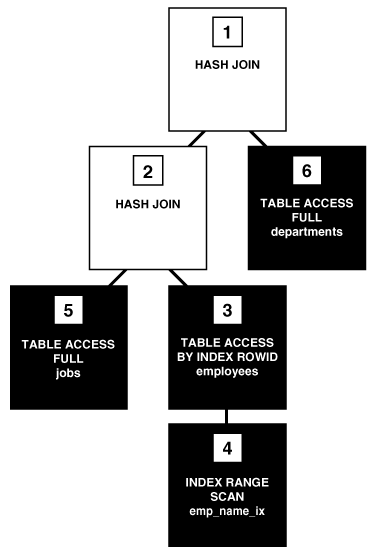 1
HASH JOIN
2
HASH JOIN
6
TABLE ACCESS
FULL
departments
5
TABLE ACCESS
FULL
jobs
3
TABLE ACCESS
BY INDEX ROWID
employees
4
INDEX RANGE
SCAN
emp_name_ix